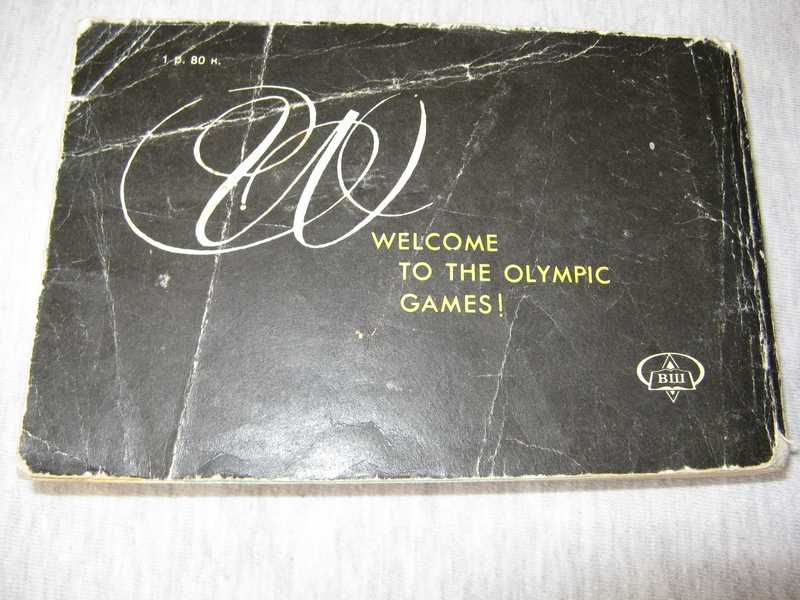 1 р. 80 к.
W
WELCOME
TO THE OLYMPIC
GAMES!
ВШ